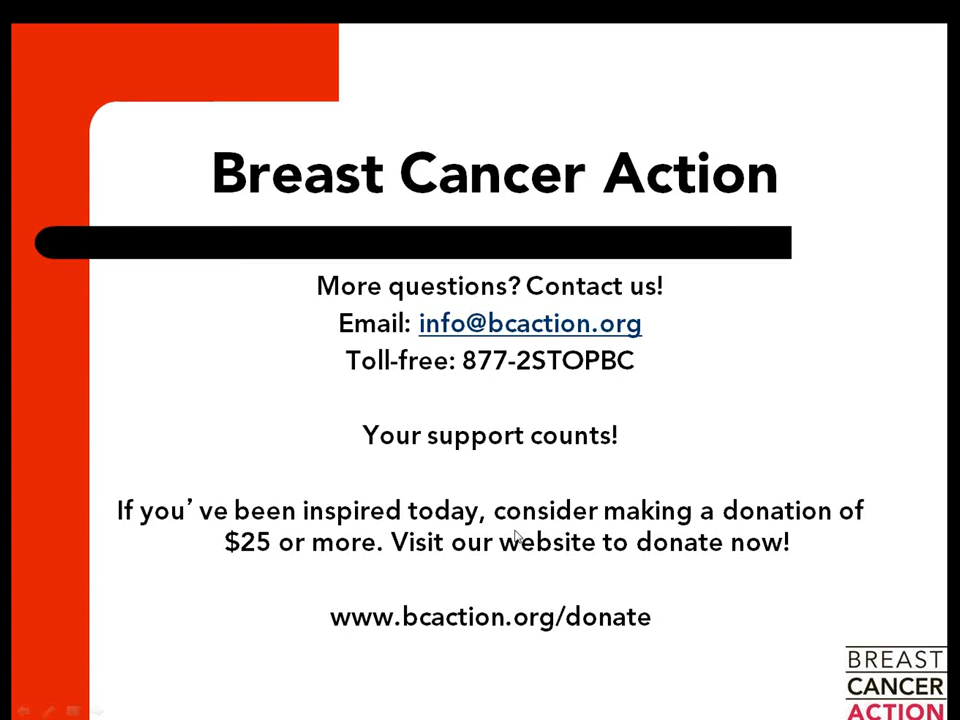 Breast Cancer Action
More questions? Contact us!
Email: info@bcaction.org
Toll-free: 877-2STOPBC
Your support counts!
If you’ve been inspired today, consider making a donation of
$25 or more. Visit our website to donate now!
www.bcaction.org/donate
BREAST
CANCER
ACTION